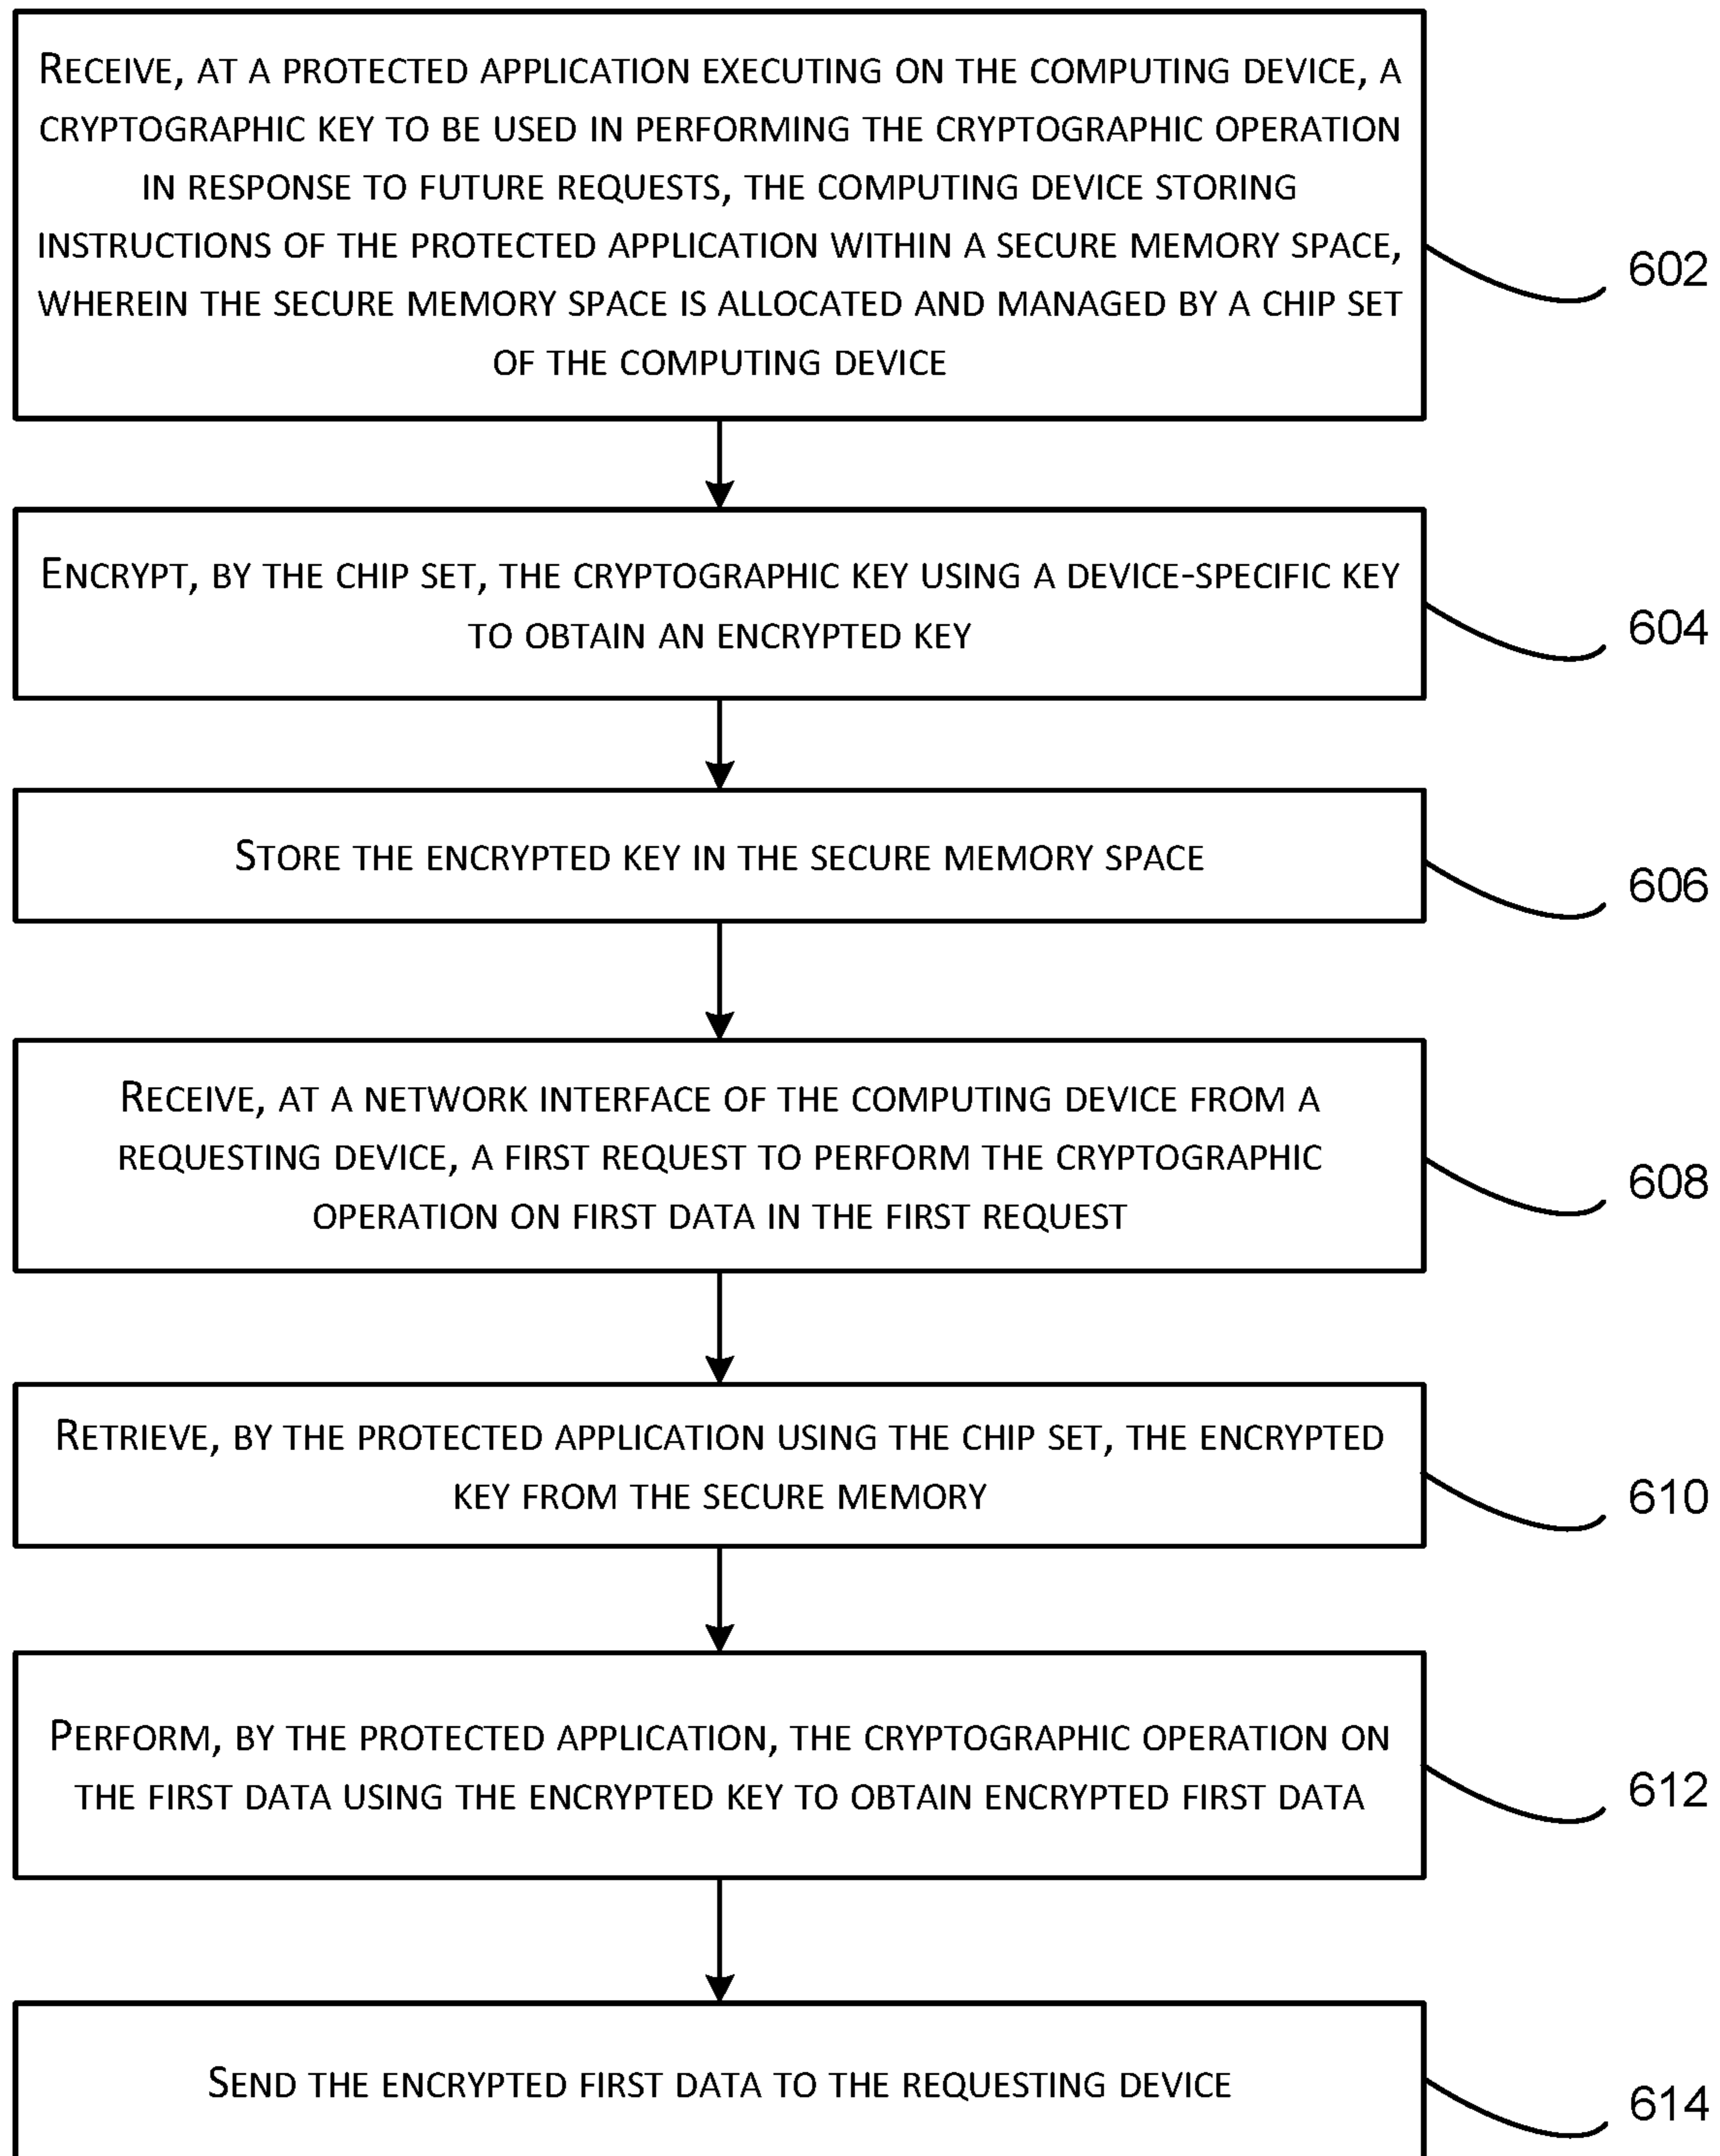 RECEIVE, AT A PROTECTED APPLICATION EXECUTING ON THE COMPUTING DEVICE, A
CRYPTOGRAPHIC KEY TO BE USED IN PERFORMING THE CRYPTOGRAPHIC OPERATION
IN RESPONSE TO FUTURE REQUESTS, THE COMPUTING DEVICE STORING
INSTRUCTIONS OF THE PROTECTED APPLICATION WITHIN A SECURE MEMORY SPACE,
WHEREIN THE SECURE MEMORY SPACE IS ALLOCATED AND MANAGED BY A CHIP SET
OF THE COMPUTING DEVICE
602
ENCRYPT, BY THE CHIP SET, THE CRYPTOGRAPHIC KEY USING A DEVICE-SPECIFIC KEY
TO OBTAIN AN ENCRYPTED KEY
604
STORE THE ENCRYPTED KEY IN THE SECURE MEMORY SPACE
606
RECEIVE, AT A NETWORK INTERFACE OF THE COMPUTING DEVICE FROM A
REQUESTING DEVICE, A FIRST REQUEST TO PERFORM THE CRYPTOGRAPHIC
OPERATION ON FIRST DATA IN THE FIRST REQUEST
608
RETRIEVE, BY THE PROTECTED APPLICATION USING THE CHIP SET, THE ENCRYPTED
KEY FROM THE SECURE MEMORY
610
PERFORM, BY THE PROTECTED APPLICATION, THE CRYPTOGRAPHIC OPERATION ON
THE FIRST DATA USING THE ENCRYPTED KEY TO OBTAIN ENCRYPTED FIRST DATA
612
SEND THE ENCRYPTED FIRST DATA TO THE REQUESTING DEVICE
614